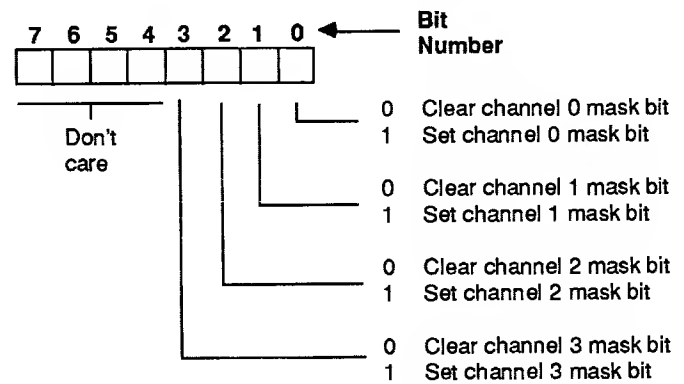 Bit
Number
7 6 5 4 3 2 1 0
Don't
care
0 Clear channel 0 mask bit
1 Set channel 0 mask bit
0 Clear channel 1 mask bit
1 Set channel 1 mask bit
0 Clear channel 2 mask bit
1 Set channel 2 mask bit
0 Clear channel 3 mask bit
1 Set channel 3 mask bit